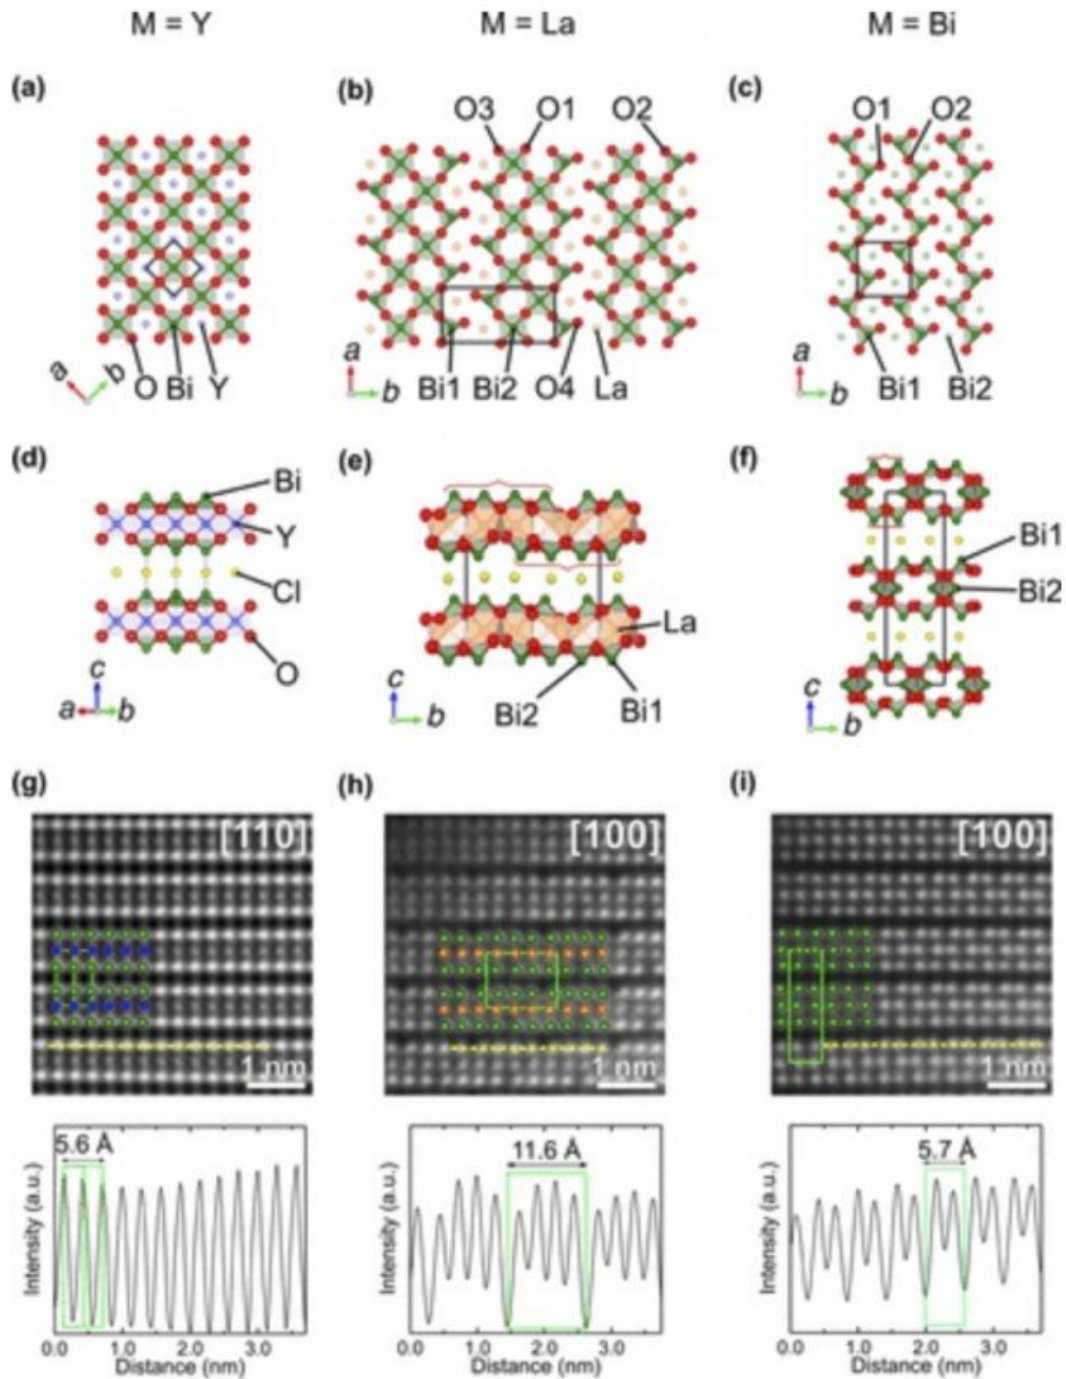 M = Y M = La M = Bi
(a) (b) (c)
O3 O1 O2 O1 O2
a b O Bi Y
a b Bi1 Bi2 O4 La
a b Bi1 Bi2
(d) (e) (f)
Bi
Y
Cl
O
c a b
La
Bi2 Bi1
c b
Bi1
Bi2
c b
(g) (h) (i)
[110] [100] [100]
1 nm 1 nm 1 nm
5.6 Å 11.6 Å 5.7 Å
Intensity (a.u.) Intensity (a.u.) Intensity (a.u.)
0.0 1.0 2.0 3.0 0.0 1.0 2.0 3.0 0.0 1.0 2.0 3.0
Distance (nm) Distance (nm) Distance (nm)